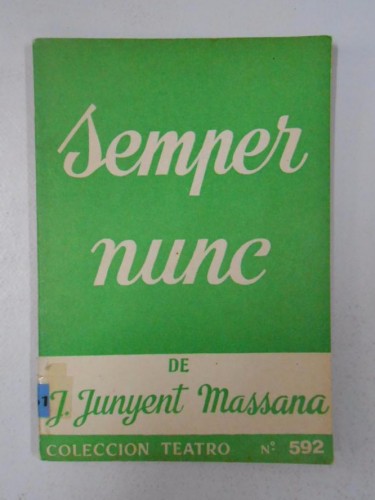 Semper
nunc
DE
J. Junyent Massana
COLECCION TEATRO Nº 592